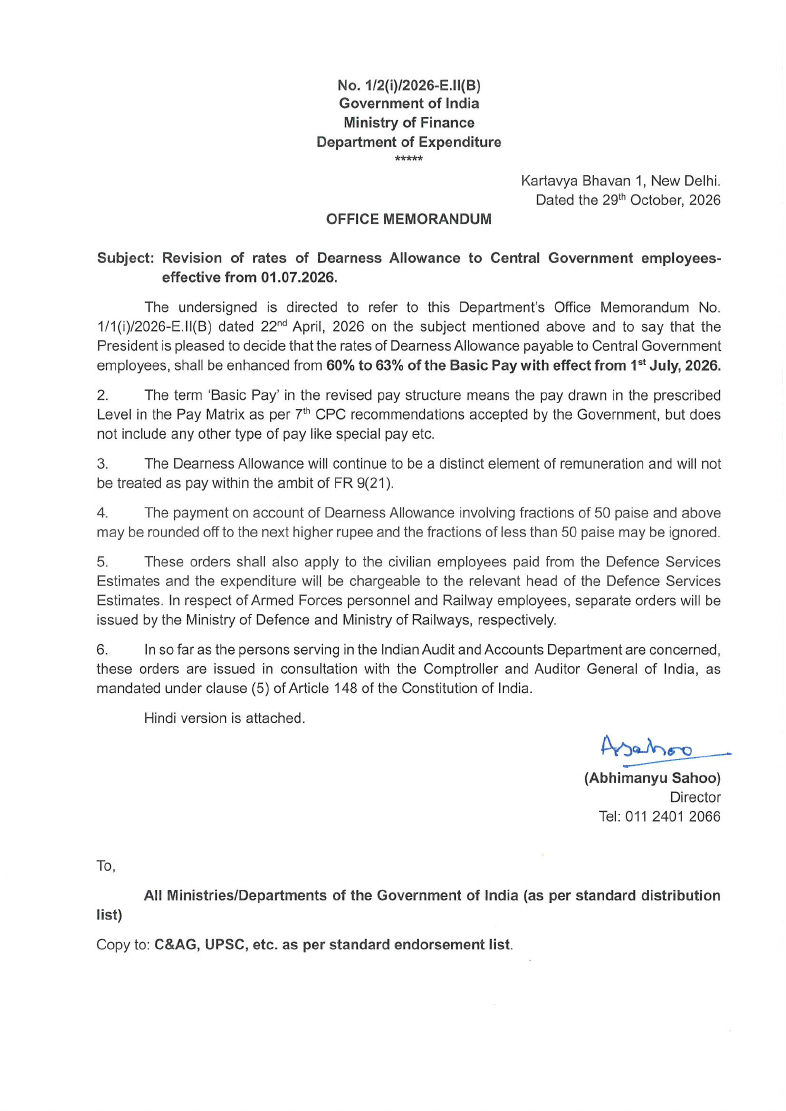 No. 1/2(i)/2026-E.II(B)
Government of India
Ministry of Finance
Department of Expenditure
*****
Kartavya Bhavan 1, New Delhi.
Dated the 29th October, 2026
OFFICE MEMORANDUM
Subject: Revision of rates of Dearness Allowance to Central Government employees-
effective from 01.07.2026.
The undersigned is directed to refer to this Department's Office Memorandum No.
1/1(i)/2026-E.II(B) dated 22nd April, 2026 on the subject mentioned above and to say that the
President is pleased to decide that the rates of Dearness Allowance payable to Central Government
employees, shall be enhanced from 60% to 63% of the Basic Pay with effect from 1st July, 2026.
2. The term 'Basic Pay' in the revised pay structure means the pay drawn in the prescribed
Level in the Pay Matrix as per 7th CPC recommendations accepted by the Government, but does
not include any other type of pay like special pay etc.
3. The Dearness Allowance will continue to be a distinct element of remuneration and will not
be treated as pay within the ambit of FR 9(21).
4. The payment on account of Dearness Allowance involving fractions of 50 paise and above
may be rounded off to the next higher rupee and the fractions of less than 50 paise may be ignored.
5. These orders shall also apply to the civilian employees paid from the Defence Services
Estimates and the expenditure will be chargeable to the relevant head of the Defence Services
Estimates. In respect of Armed Forces personnel and Railway employees, separate orders will be
issued by the Ministry of Defence and Ministry of Railways, respectively.
6. In so far as the persons serving in the Indian Audit and Accounts Department are concerned,
these orders are issued in consultation with the Comptroller and Auditor General of India, as
mandated under clause (5) of Article 148 of the Constitution of India.
Hindi version is attached.
Asahoo
(Abhimanyu Sahoo)
Director
Tel: 011 2401 2066
To,
All Ministries/Departments of the Government of India (as per standard distribution
list)
Copy to: C&AG, UPSC, etc. as per standard endorsement list.